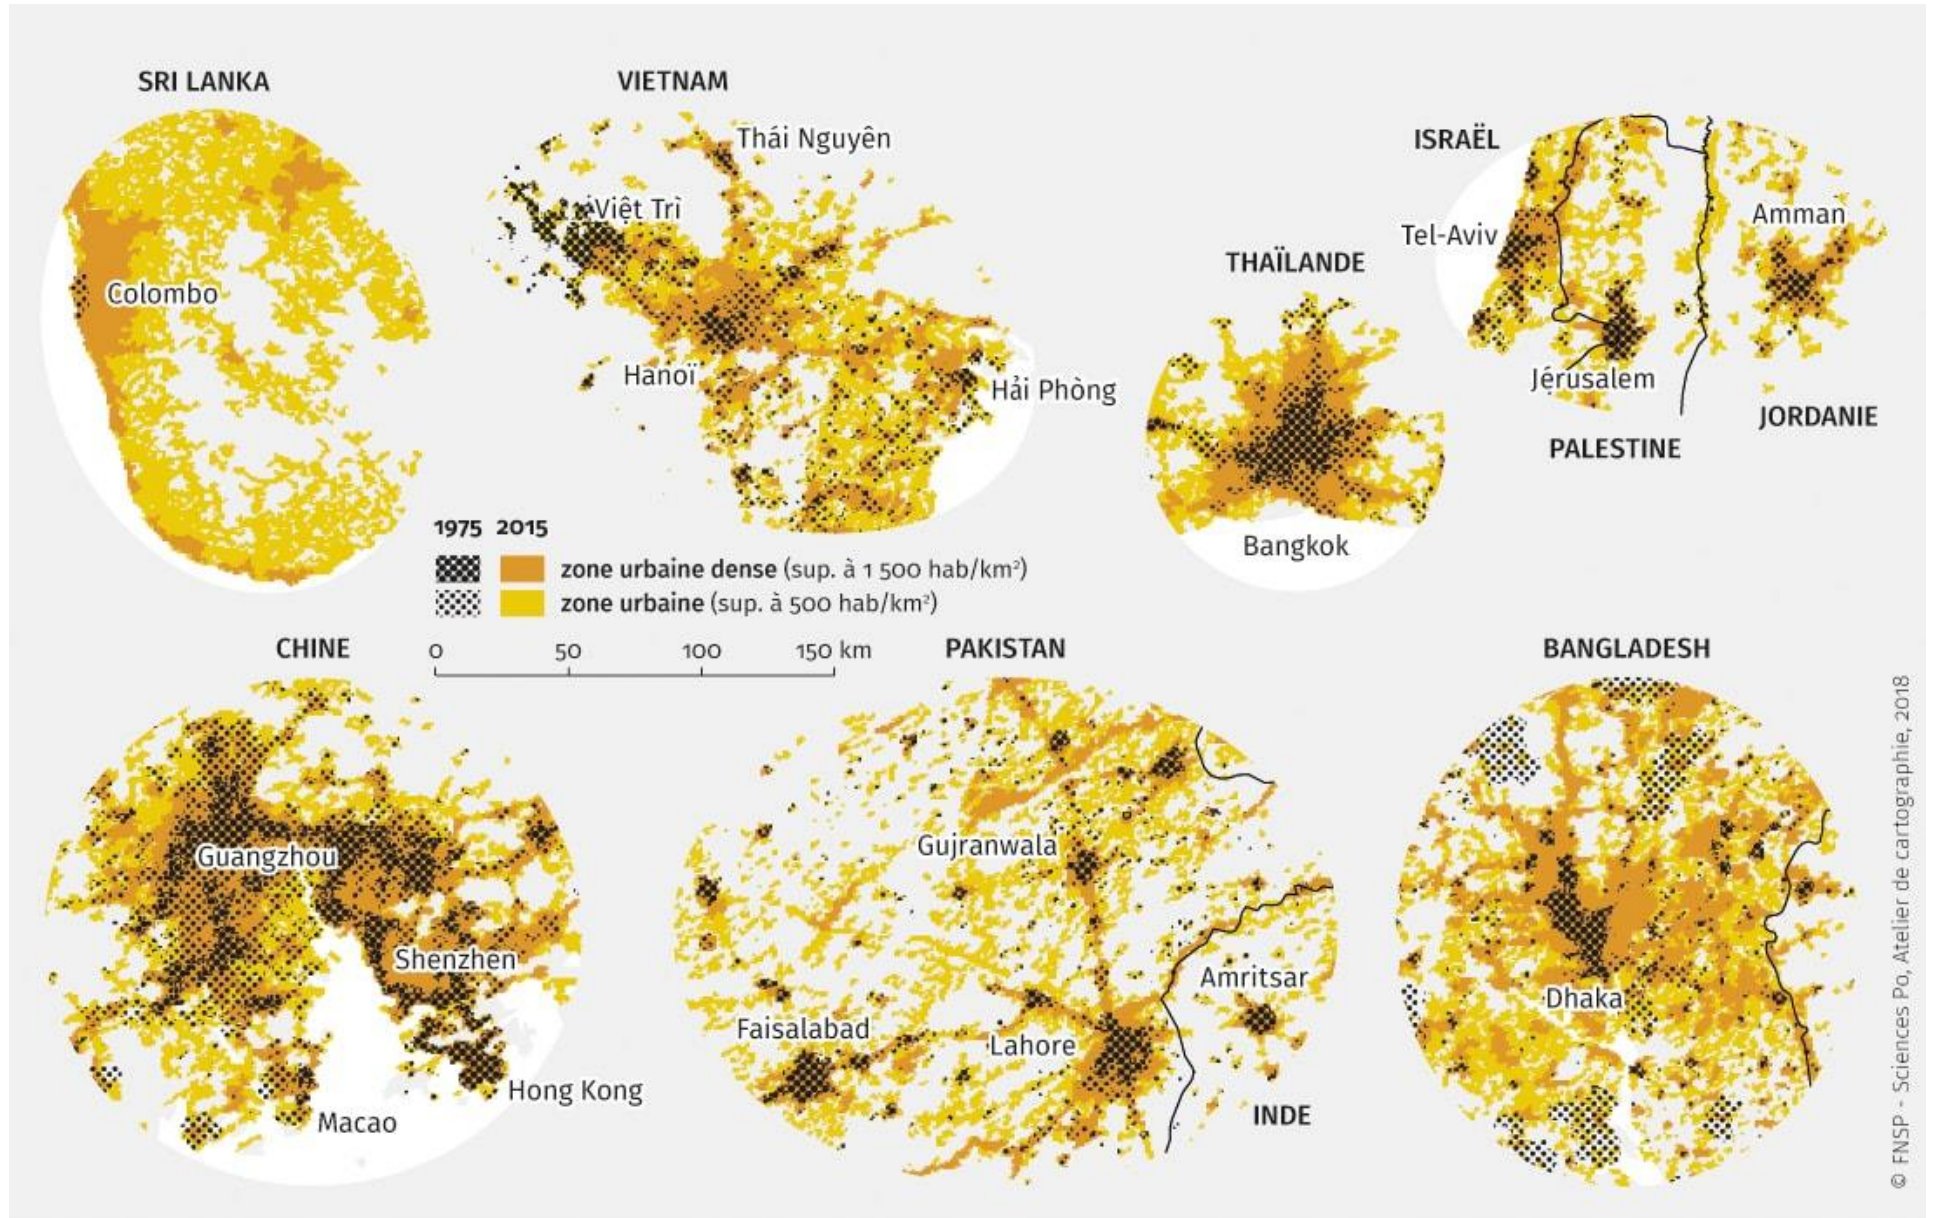 SRI LANKA
Colombo
VIETNAM
Thái Nguyên
Việt Trì
Hanoï
Hải Phòng
THAÏLANDE
Bangkok
ISRAËL
Tel-Aviv
Amman
Jérusalem
JORDANIE
PALESTINE
1975 2015
zone urbaine dense (sup. à 1 500 hab/km²)
zone urbaine (sup. à 500 hab/km²)
0 50 100 150 km
CHINE
Guangzhou
Shenzhen
Hong Kong
Macao
PAKISTAN
Gujranwala
Amritsar
Faisalabad
Lahore
INDE
BANGLADESH
Dhaka
© FNSP - Sciences Po, Atelier de cartographie, 2018